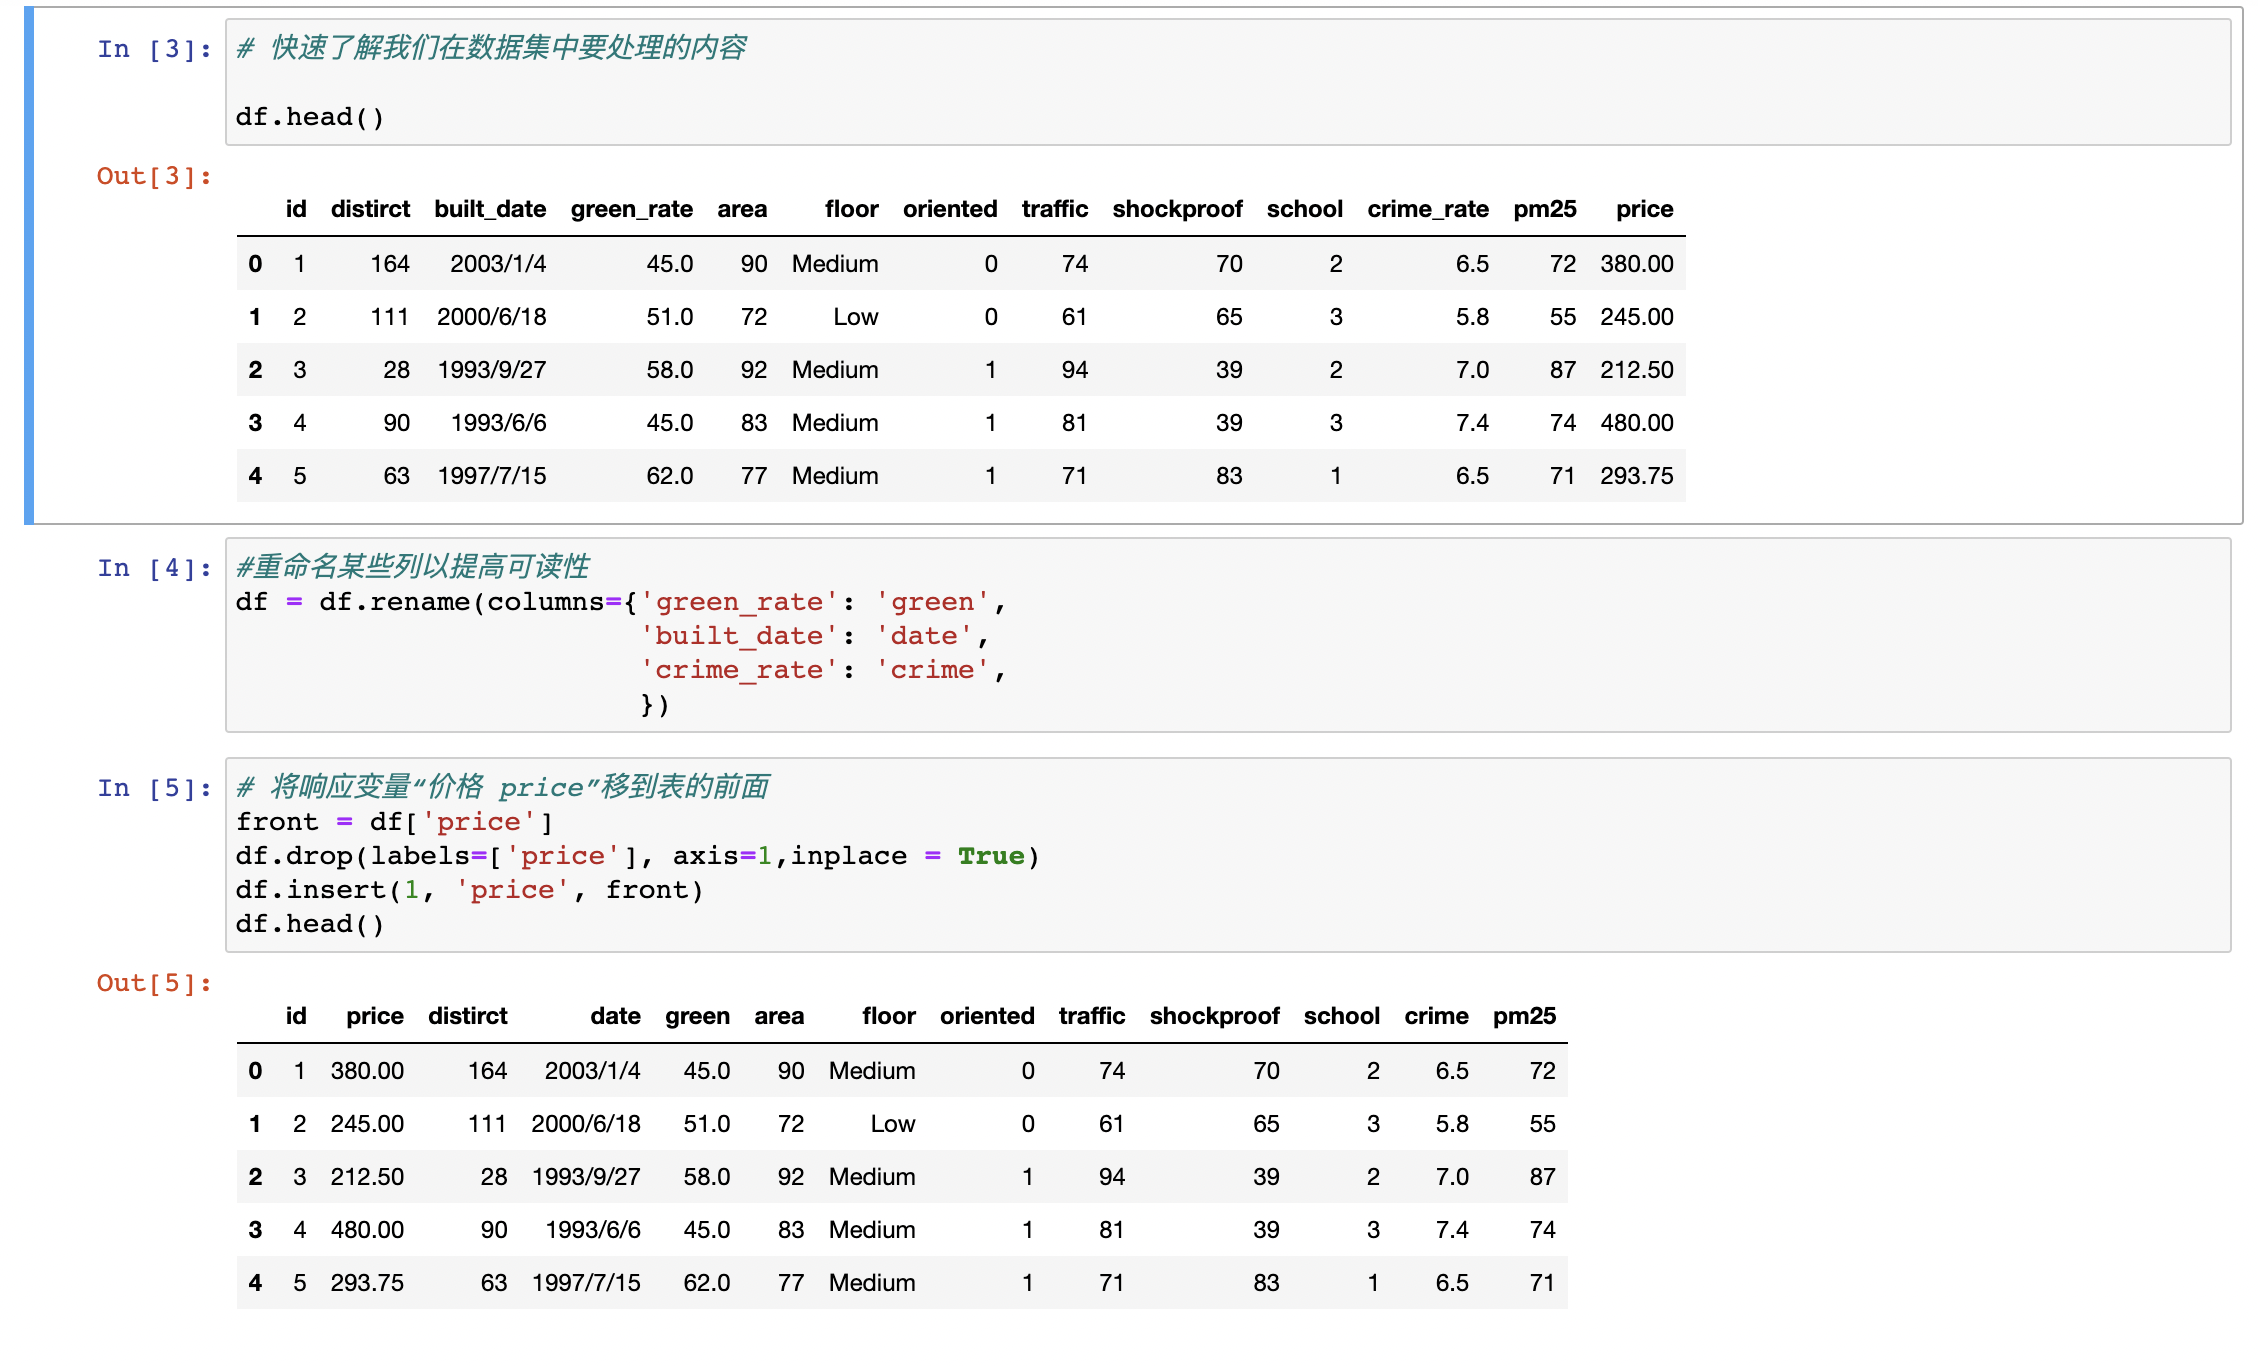 In [3]: # 快速了解我们在数据集中要处理的内容
df.head()
Out[3]:
id distirct built_date green_rate area floor oriented traffic shockproof school crime_rate pm25 price
0 1 164 2003/1/4 45.0 90 Medium 0 74 70 2 6.5 72 380.00
1 2 111 2000/6/18 51.0 72 Low 0 61 65 3 5.8 55 245.00
2 3 28 1993/9/27 58.0 92 Medium 1 94 39 2 7.0 87 212.50
3 4 90 1993/6/6 45.0 83 Medium 1 81 39 3 7.4 74 480.00
4 5 63 1997/7/15 62.0 77 Medium 1 71 83 1 6.5 71 293.75
In [4]: #重命名某些列以提高可读性
df = df.rename(columns={'green_rate': 'green',
'built_date': 'date',
'crime_rate': 'crime',
})
In [5]: # 将响应变量“价格 price”移到表的前面
front = df['price']
df.drop(labels=['price'], axis=1,inplace = True)
df.insert(1, 'price', front)
df.head()
Out[5]:
id price distirct date green area floor oriented traffic shockproof school crime pm25
0 1 380.00 164 2003/1/4 45.0 90 Medium 0 74 70 2 6.5 72
1 2 245.00 111 2000/6/18 51.0 72 Low 0 61 65 3 5.8 55
2 3 212.50 28 1993/9/27 58.0 92 Medium 1 94 39 2 7.0 87
3 4 480.00 90 1993/6/6 45.0 83 Medium 1 81 39 3 7.4 74
4 5 293.75 63 1997/7/15 62.0 77 Medium 1 71 83 1 6.5 71